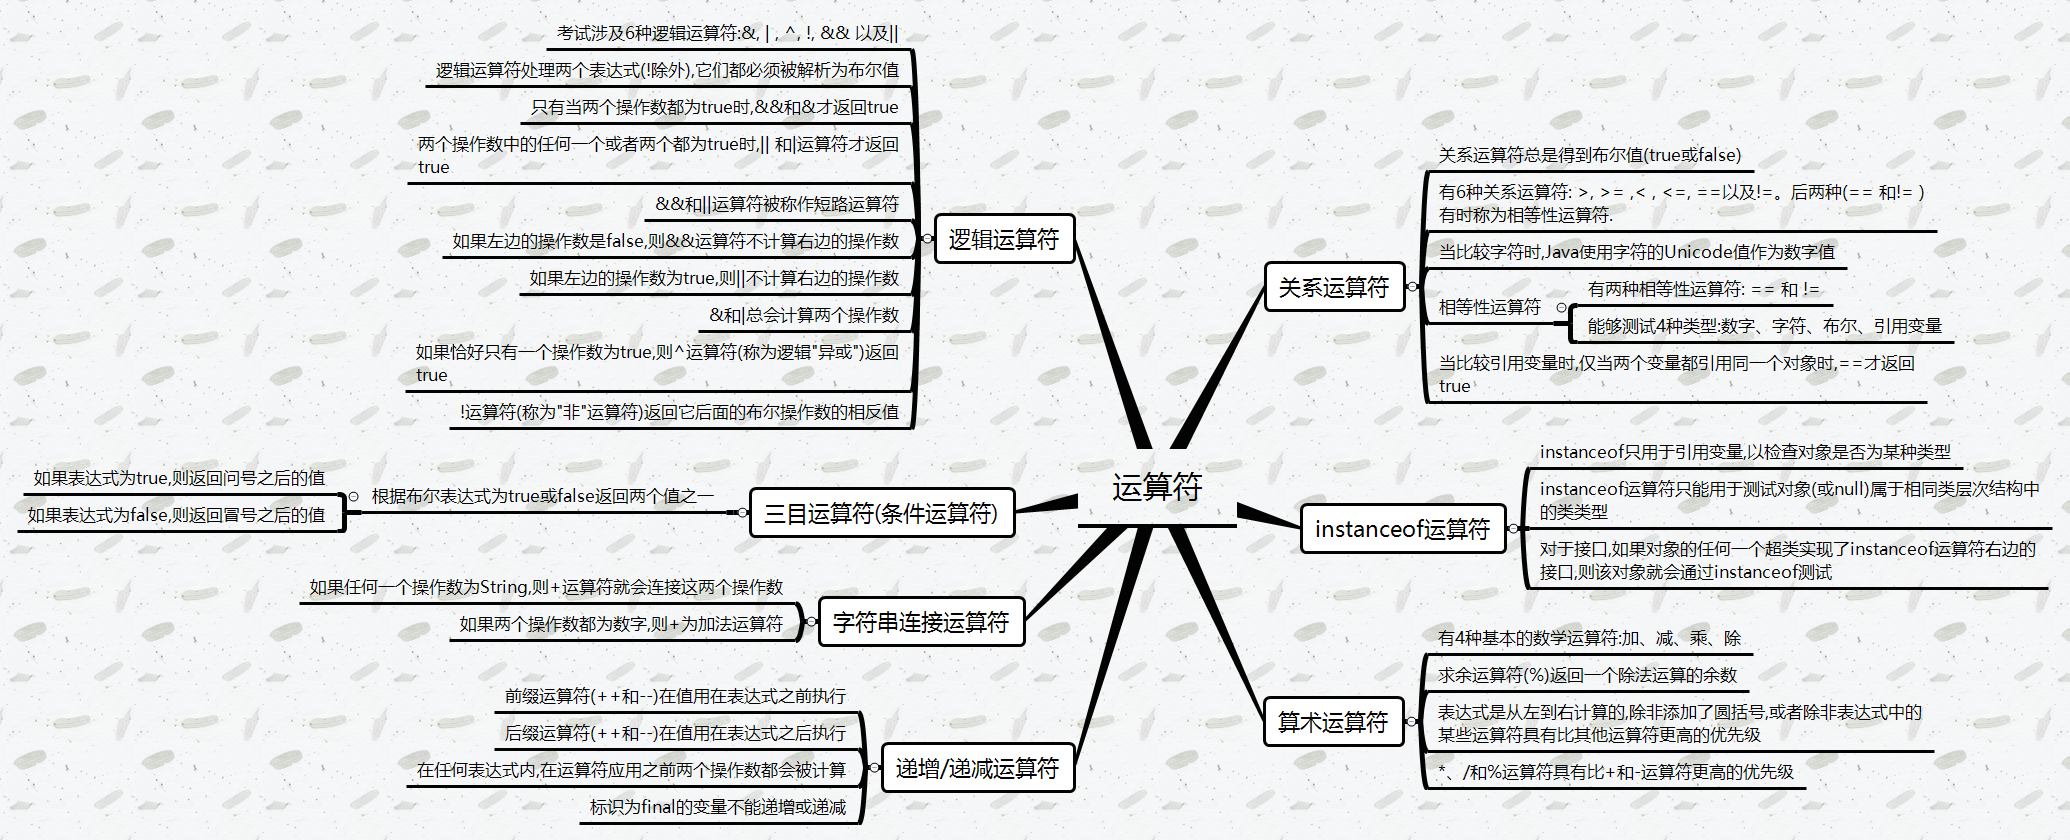 运算符
逻辑运算符
考试涉及6种逻辑运算符:&, | , ^, !, && 以及||
逻辑运算符处理两个表达式(!除外),它们都必须被解析为布尔值
只有当两个操作数都为true时,&&和&才返回true
两个操作数中的任何一个或者两个都为true时,|| 和|运算符才返回
true
&&和||运算符被称作短路运算符
如果左边的操作数是false,则&&运算符不计算右边的操作数
如果左边的操作数为true,则||不计算右边的操作数
&和|总会计算两个操作数
如果恰好只有一个操作数为true,则^运算符(称为逻辑"异或")返回
true
!运算符(称为"非"运算符)返回它后面的布尔操作数的相反值
三目运算符(条件运算符)
根据布尔表达式为true或false返回两个值之一
如果表达式为true,则返回问号之后的值
如果表达式为false,则返回冒号之后的值
字符串连接运算符
如果任何一个操作数为String,则+运算符就会连接这两个操作数
如果两个操作数都为数字,则+为加法运算符
递增/递减运算符
前缀运算符(++和--)在值用在表达式之前执行
后缀运算符(++和--)在值用在表达式之后执行
在任何表达式内,在运算符应用之前两个操作数都会被计算
标识为final的变量不能递增或递减
关系运算符
关系运算符总是得到布尔值(true或false)
有6种关系运算符: >, >= ,< , <=, ==以及!=。后两种(== 和!= )
有时称为相等性运算符.
当比较字符时,Java使用字符的Unicode值作为数字值
相等性运算符
有两种相等性运算符: == 和 !=
能够测试4种类型:数字、字符、布尔、引用变量
当比较引用变量时,仅当两个变量都引用同一个对象时,==才返回
true
instanceof运算符
instanceof只用于引用变量,以检查对象是否为某种类型
instanceof运算符只能用于测试对象(或null)属于相同类层次结构中
的类类型
对于接口,如果对象的任何一个超类实现了instanceof运算符右边的
接口,则该对象就会通过instanceof测试
算术运算符
有4种基本的数学运算符:加、减、乘、除
求余运算符(%)返回一个除法运算的余数
表达式是从左到右计算的,除非添加了圆括号,或者除非表达式中的
某些运算符具有比其他运算符更高的优先级
*、/和%运算符具有比+和-运算符更高的优先级